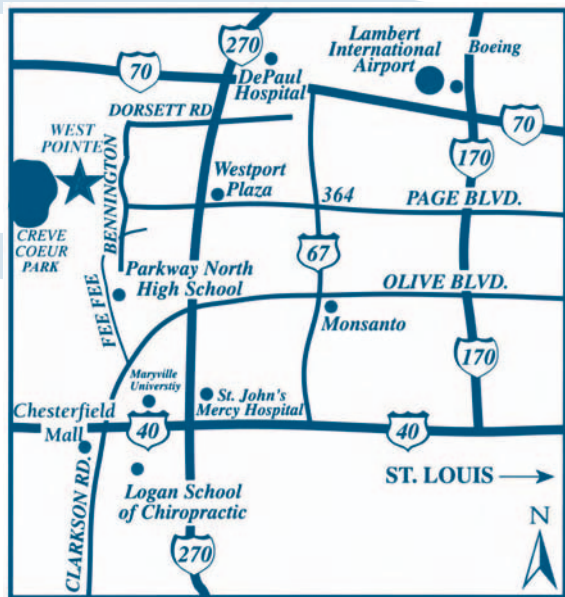 270
Lambert
International
Airport
Boeing
70
DePaul
Hospital
DORSETT RD
70
WEST
POINTE
170
BENNINGTON
Westport
Plaza
364
PAGE BLVD.
CREVE
COEUR
PARK
67
Parkway North
High School
OLIVE BLVD.
FEE FEE
Monsanto
170
Maryville
Universtiy
St. John's
Mercy Hospital
Chesterfield
Mall
40
40
CLARKSON RD.
Logan School
of Chiropractic
ST. LOUIS
N
270